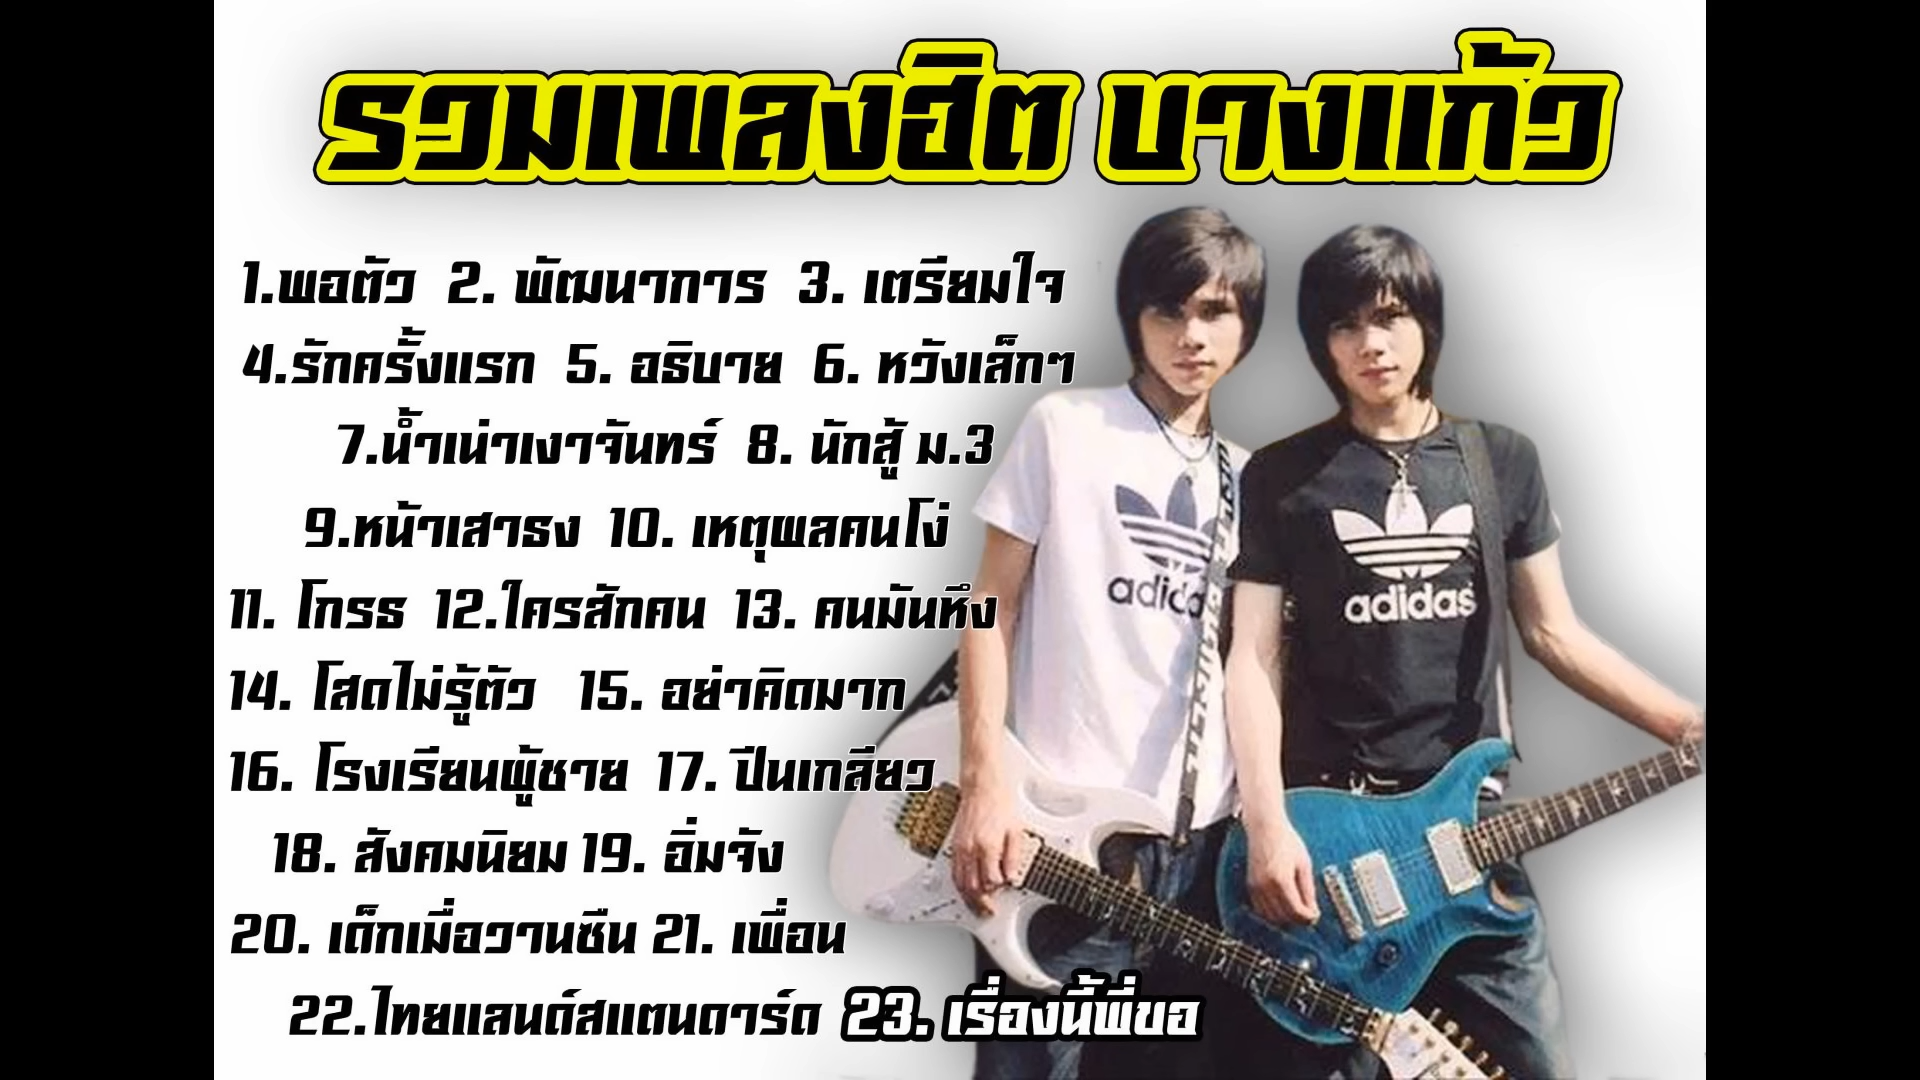 รวมเพลงฮิต บางแก้ว
1.พอตัว 2. พัฒนาการ 3. เตรียมใจ
4.รักครั้งแรก 5. อธิบาย 6. หวังเล็กๆ
7.น้ำเน่าเงาจันทร์ 8. นักสู้ ม.3
9.หน้าเสาธง 10. เหตุผลคนโง่
11. โกรธ 12.ใครสักคน 13. คนมันหึง
14. โสดไม่รู้ตัว 15. อย่าคิดมาก
16. โรงเรียนผู้ชาย 17. ปีนเกลียว
18. สังคมนิยม 19. อิ่มจัง
20. เด็กเมื่อวานซืน 21. เพื่อน
22.ไทยแลนด์สแตนดาร์ด 23. เรื่องนี้พี่ขอ
adidas
adidas